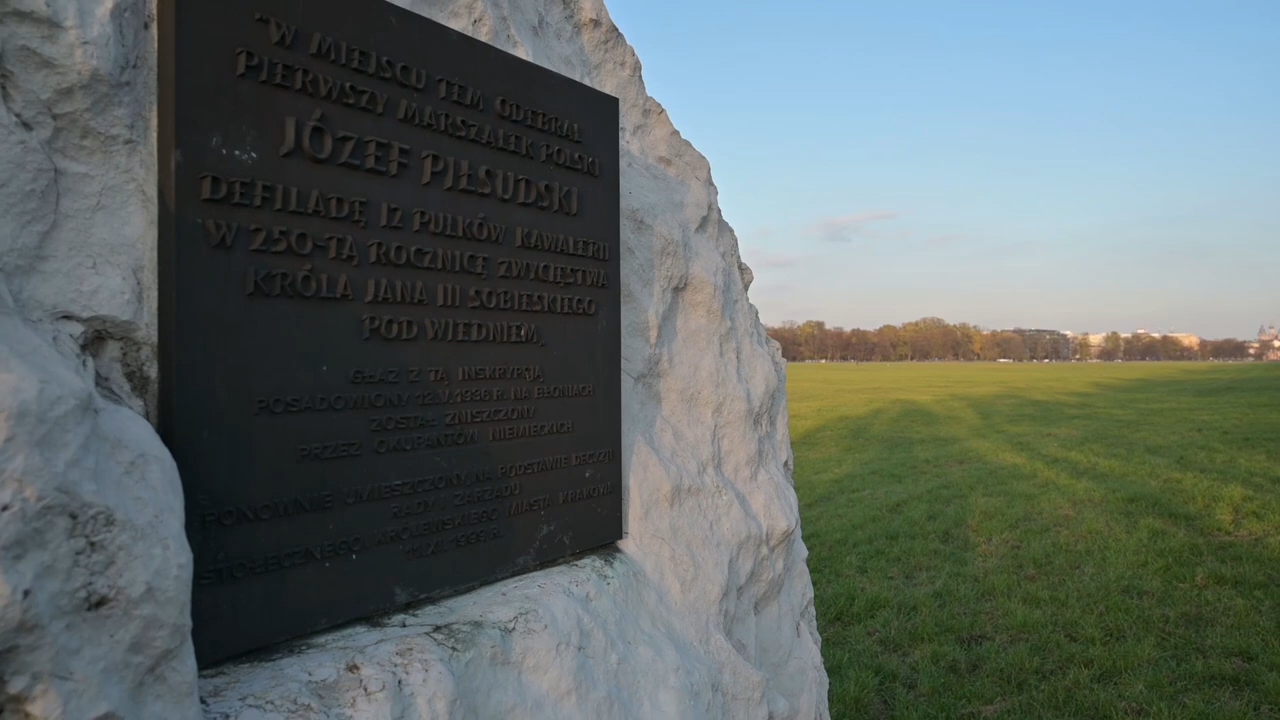 "W MIEJSCU TEM ODEBRAŁ
PIERWSZY MARSZAŁEK POLSKI
JÓZEF PIŁSUDSKI
DEFILADĘ 12 PUŁKÓW KAWALERII
W 250-TĄ ROCZNICĘ ZWYCIĘSTWA
KRÓLA JANA III SOBIESKIEGO
POD WIEDNIEM
GŁAZ Z TĄ INSKRYPCJĄ
POSADOWIONY 12.V.1936 R. NA BŁONIACH
ZOSTAŁ ZNISZCZONY
PRZEZ OKUPANTÓW NIEMIECKICH
PONOWNIE UMIESZCZONY NA PODSTAWIE DECYZJI
RADY I ZARZĄDU
STOŁECZNEGO KRÓLEWSKIEGO MIASTA KRAKOWA